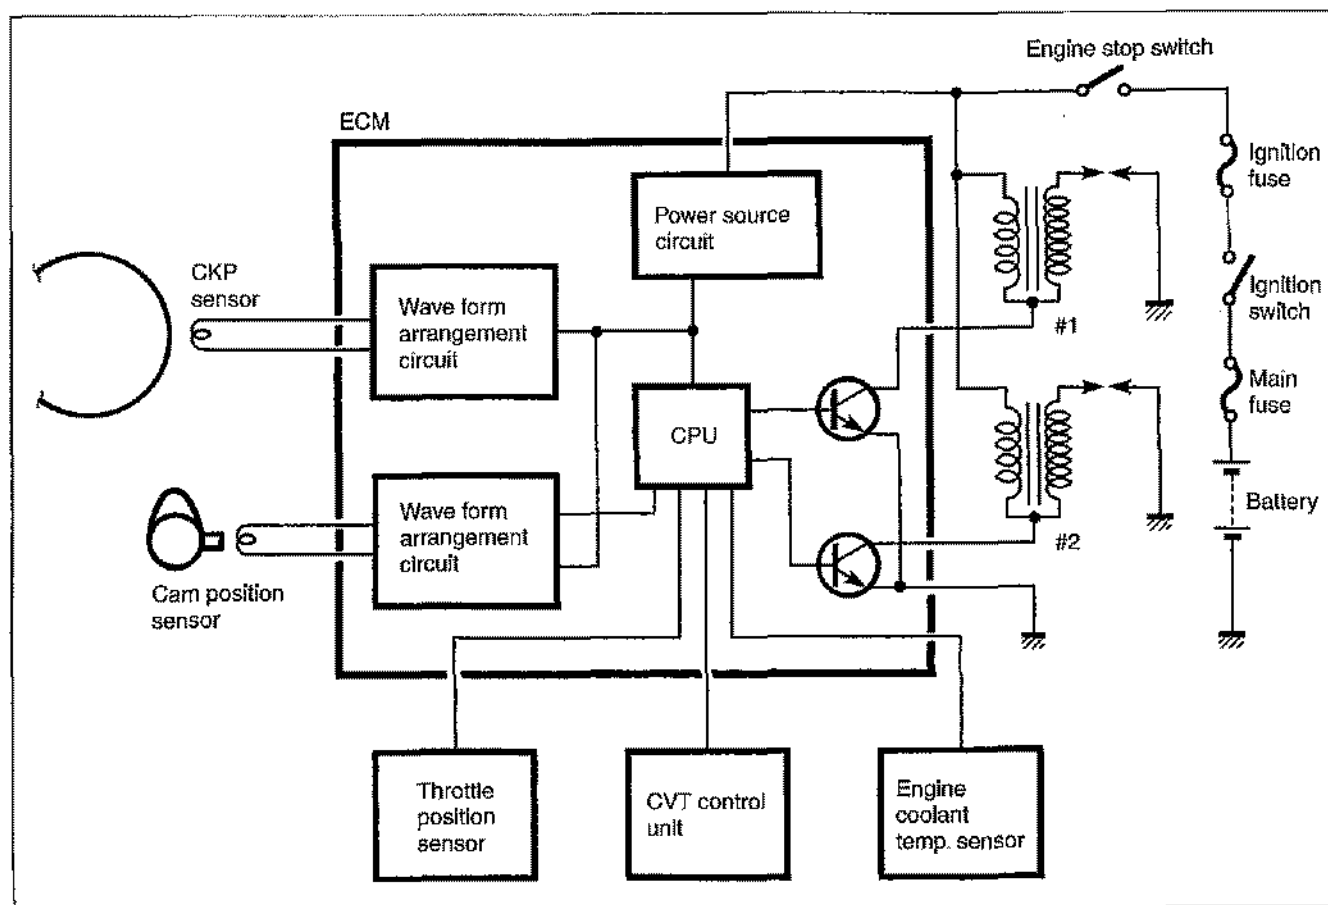 Engine stop switch
ECM
Ignition
fuse
Power source
circuit
CKP
sensor
Wave form
arrangement
circuit
Ignition
switch
#1
Main
fuse
CPU
Wave form
arrangement
circuit
Battery
#2
Cam position
sensor
Throttle
position
sensor
CVT control
unit
Engine
coolant
temp. sensor